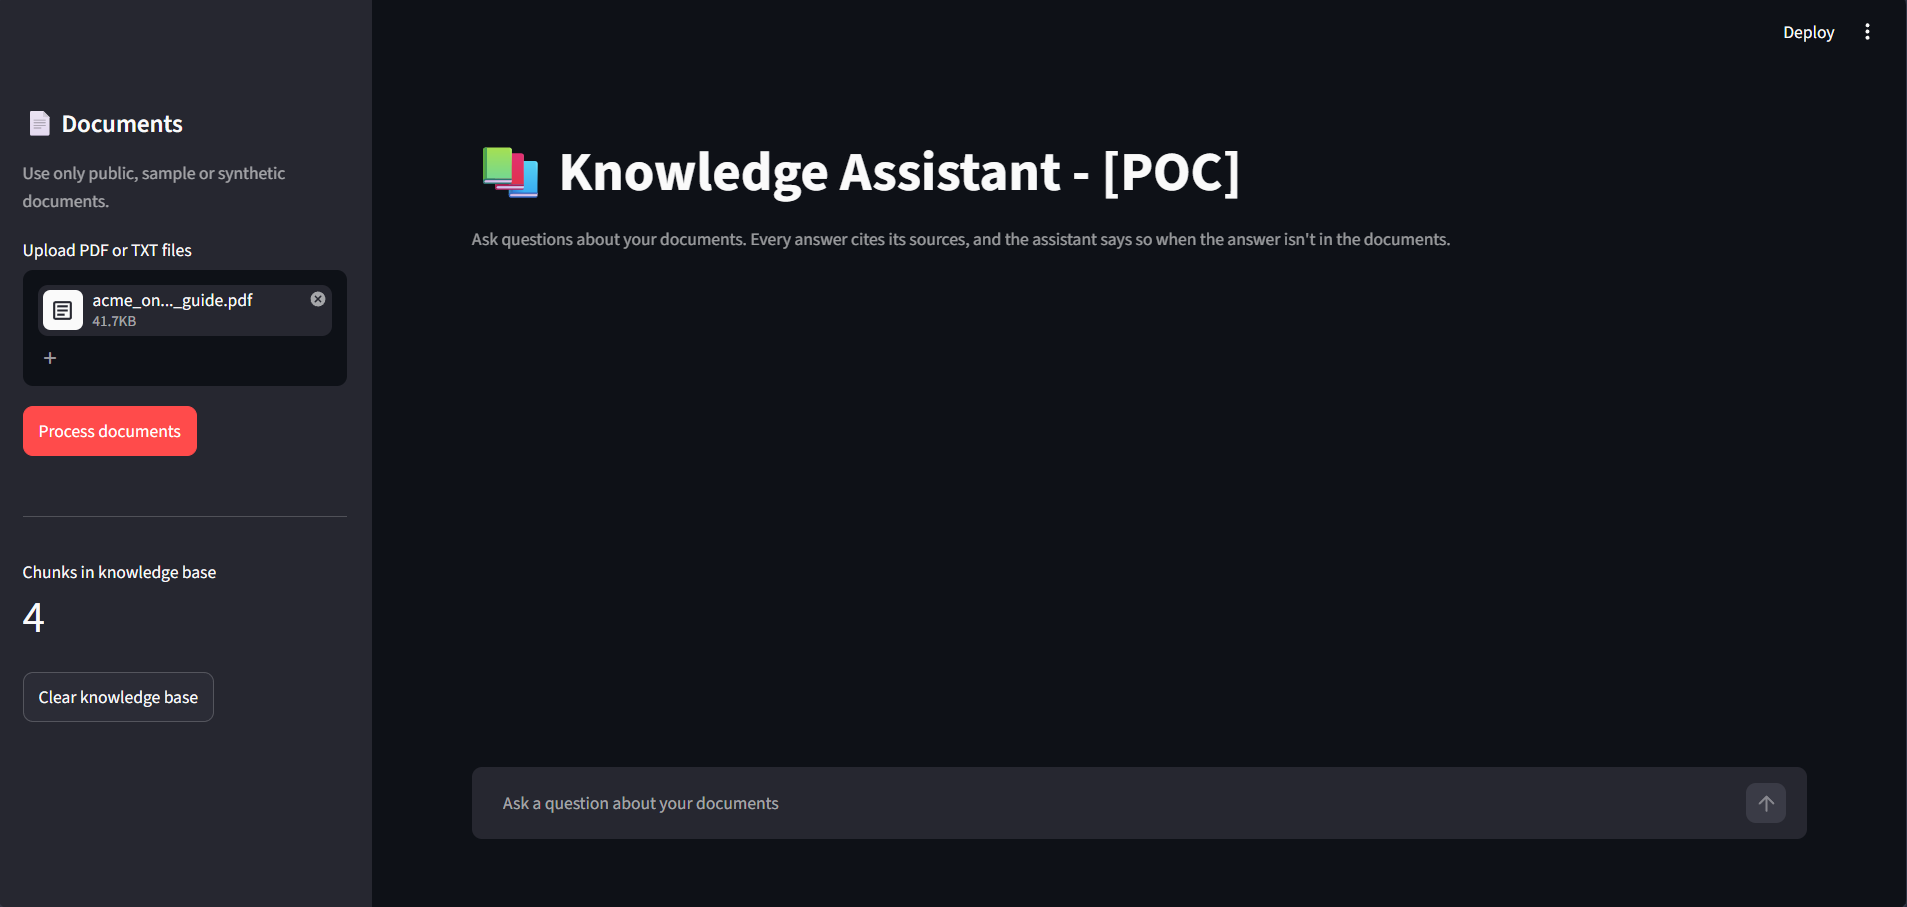 Deploy
Documents
Use only public, sample or synthetic
documents.
Upload PDF or TXT files
acme_on..._guide.pdf
41.7KB
+
Process documents
Chunks in knowledge base
4
Clear knowledge base
Knowledge Assistant - [POC]
Ask questions about your documents. Every answer cites its sources, and the assistant says so when the answer isn't in the documents.
Ask a question about your documents